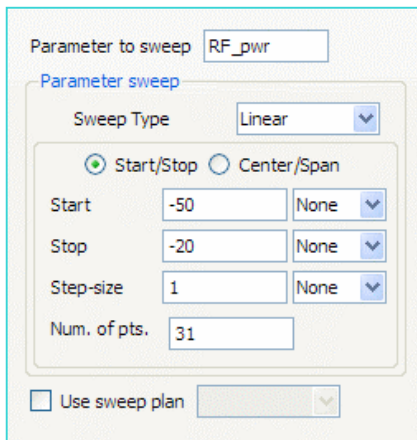 Parameter to sweep RF_pwr
Parameter sweep
Sweep Type Linear
Start/Stop Center/Span
Start -50 None
Stop -20 None
Step-size 1 None
Num. of pts. 31
Use sweep plan